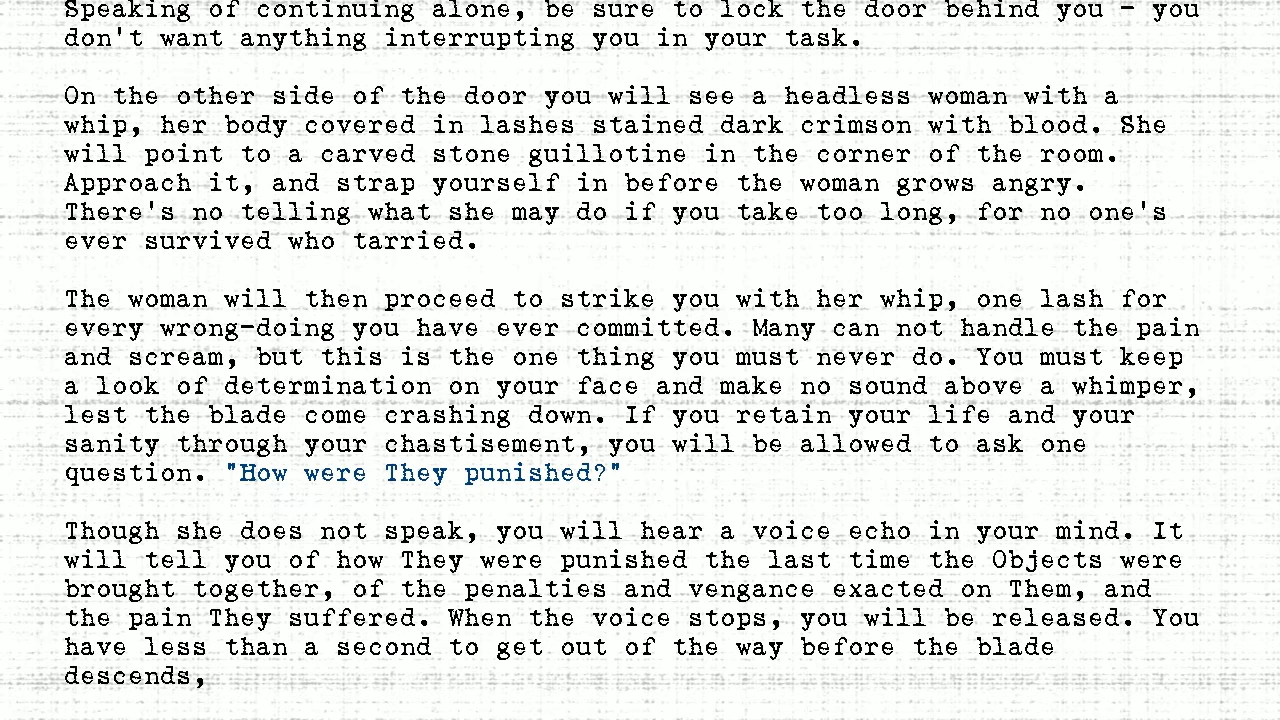 Speaking of continuing alone, be sure to lock the door behind you - you
don't want anything interrupting you in your task.
On the other side of the door you will see a headless woman with a
whip, her body covered in lashes stained dark crimson with blood. She
will point to a carved stone guillotine in the corner of the room.
Approach it, and strap yourself in before the woman grows angry.
There's no telling what she may do if you take too long, for no one's
ever survived who tarried.
The woman will then proceed to strike you with her whip, one lash for
every wrong-doing you have ever committed. Many can not handle the pain
and scream, but this is the one thing you must never do. You must keep
a look of determination on your face and make no sound above a whimper,
lest the blade come crashing down. If you retain your life and your
sanity through your chastisement, you will be allowed to ask one
question. "How were They punished?"
Though she does not speak, you will hear a voice echo in your mind. It
will tell you of how They were punished the last time the Objects were
brought together, of the penalties and vengance exacted on Them, and
the pain They suffered. When the voice stops, you will be released. You
have less than a second to get out of the way before the blade
descends,